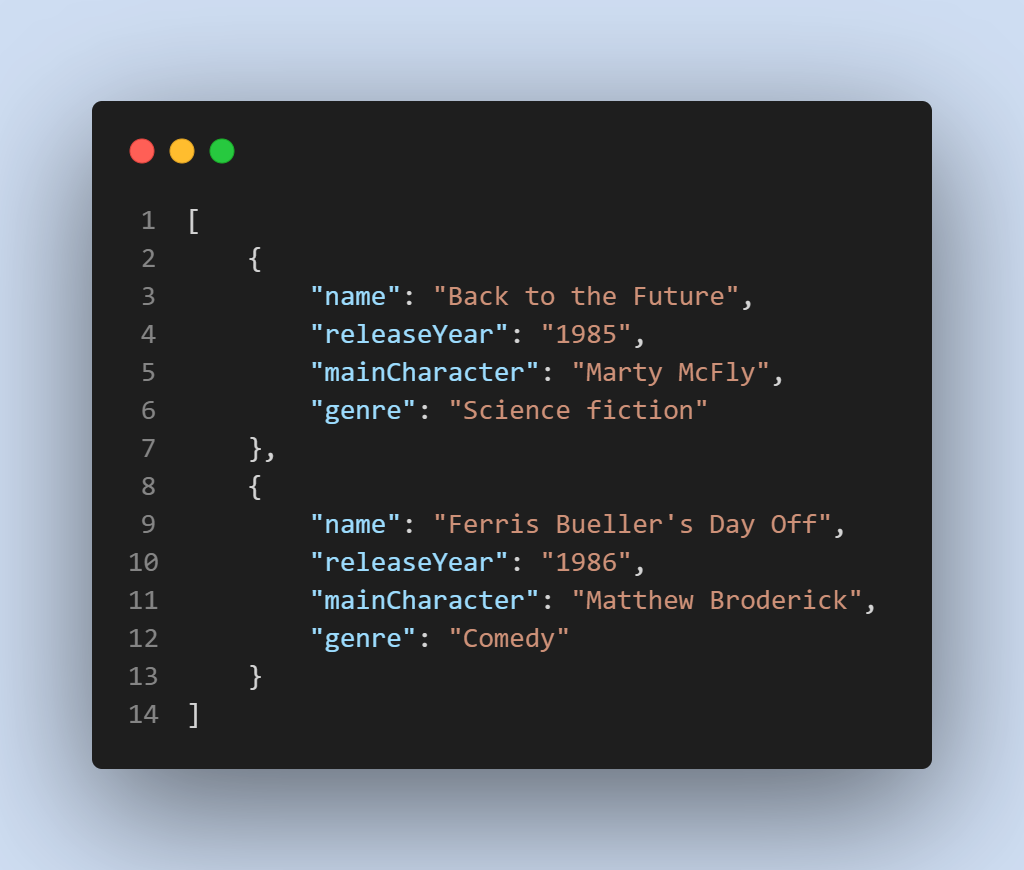 1 [
2     {
3         "name": "Back to the Future",
4         "releaseYear": "1985",
5         "mainCharacter": "Marty McFly",
6         "genre": "Science fiction"
7     },
8     {
9         "name": "Ferris Bueller's Day Off",
10         "releaseYear": "1986",
11         "mainCharacter": "Matthew Broderick",
12         "genre": "Comedy"
13     }
14 ]